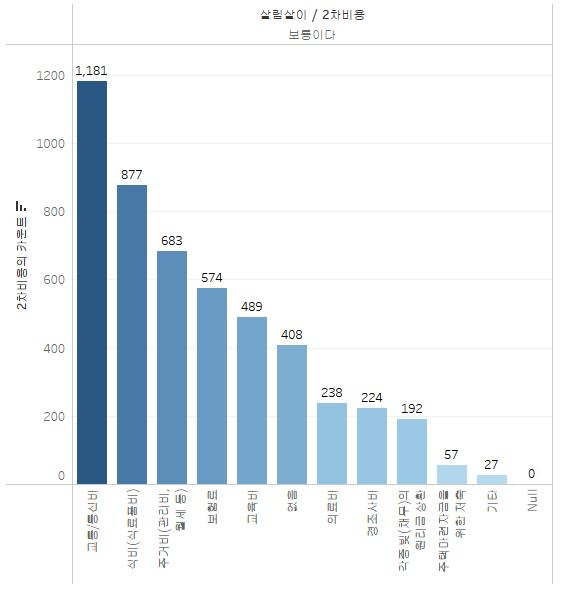 살림살이 / 2차비용
보통이다
2차비용의 카운트
1200
1000
800
600
400
200
0
1,181
877
683
574
489
408
238
224
192
57
27
0
교통/통신비
식비(식료품비)
주거비(관리비,
월세 등)
보험료
교육비
없음
의료비
경조사비
각종빚(채무)의
원리금상환
주택마련자금을
위한 저축
기타
Null